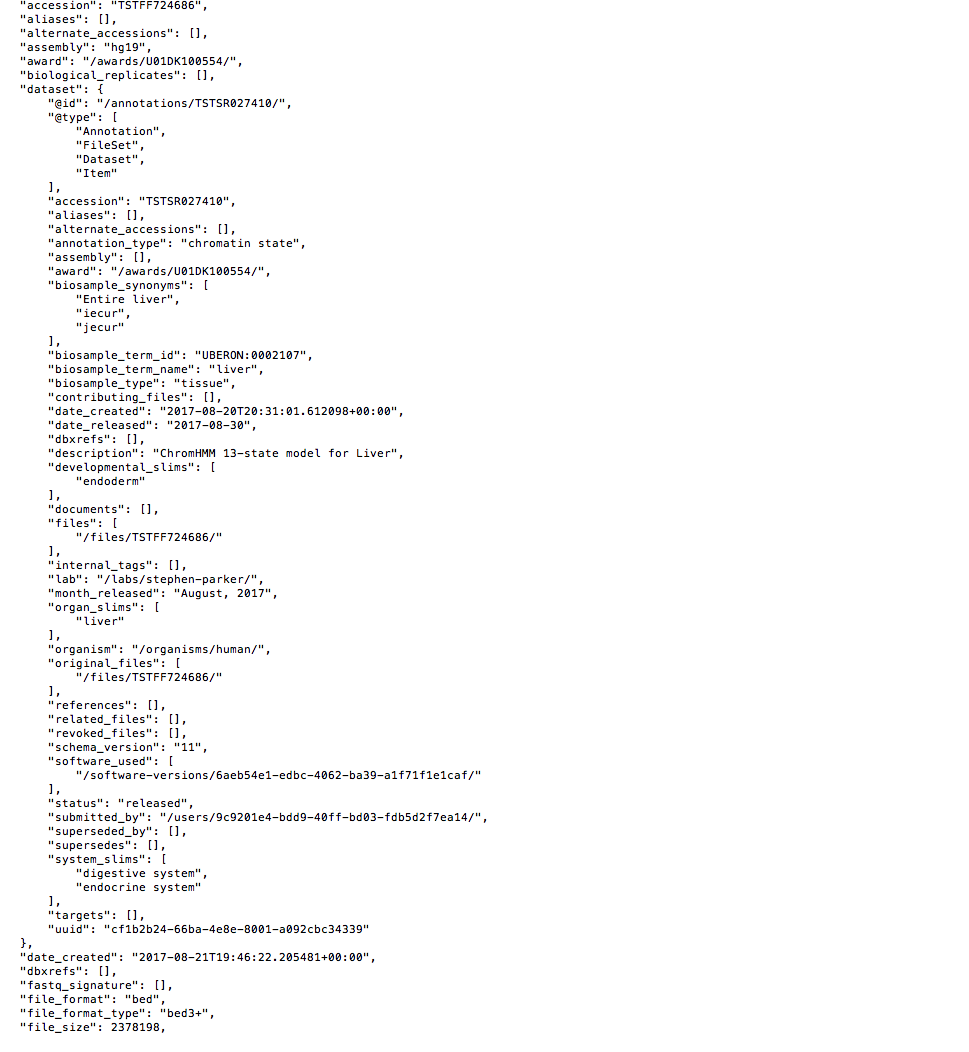 "accession": "TSTFF724686",
"aliases": [],
"alternate_accessions": [],
"assembly": "hg19",
"award": "/awards/U01DK100554/",
"biological_replicates": [],
"dataset": {
"@id": "/annotations/TSTSR027410/",
"@type": [
"Annotation",
"FileSet",
"Dataset",
"Item"
],
"accession": "TSTSR027410",
"aliases": [],
"alternate_accessions": [],
"annotation_type": "chromatin state",
"assembly": [],
"award": "/awards/U01DK100554/",
"biosample_synonyms": [
"Entire liver",
"iecur",
"jecur"
],
"biosample_term_id": "UBERON:0002107",
"biosample_term_name": "liver",
"biosample_type": "tissue",
"contributing_files": [],
"date_created": "2017-08-20T20:31:01.612098+00:00",
"date_released": "2017-08-30",
"dbxrefs": [],
"description": "ChromHMM 13-state model for Liver",
"developmental_slims": [
"endoderm"
],
"documents": [],
"files": [
"/files/TSTFF724686/"
],
"internal_tags": [],
"lab": "/labs/stephen-parker/",
"month_released": "August, 2017",
"organ_slims": [
"liver"
],
"organism": "/organisms/human/",
"original_files": [
"/files/TSTFF724686/"
],
"references": [],
"related_files": [],
"revoked_files": [],
"schema_version": "11",
"software_used": [
"/software-versions/6aeb54e1-edbc-4062-ba39-a1f71f1e1caf/"
],
"status": "released",
"submitted_by": "/users/9c9201e4-bdd9-40ff-bd03-fdb5d2f7ea14/",
"superseded_by": [],
"supersedes": [],
"system_slims": [
"digestive system",
"endocrine system"
],
"targets": [],
"uuid": "cf1b2b24-66ba-4e8e-8001-a092cbc34339"
},
"date_created": "2017-08-21T19:46:22.205481+00:00",
"dbxrefs": [],
"fastq_signature": [],
"file_format": "bed",
"file_format_type": "bed3+",
"file_size": 2378198,